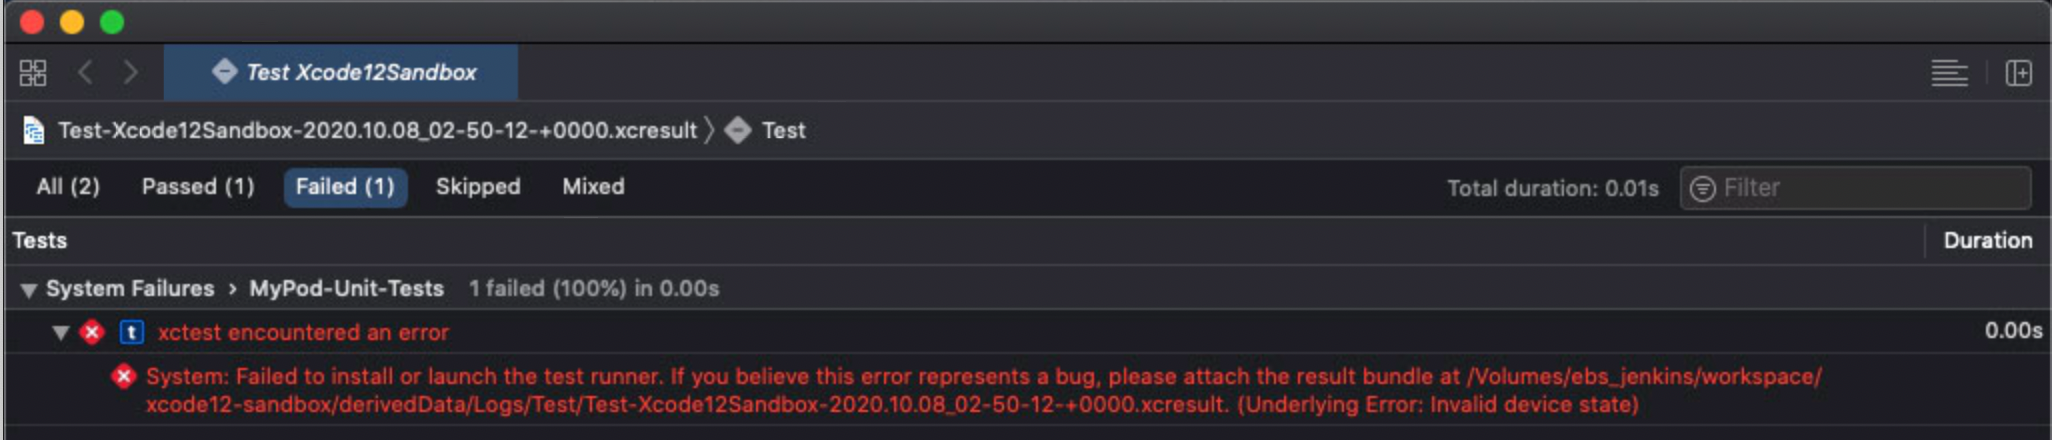 Test Xcode12Sandbox
Test-Xcode12Sandbox-2020.10.08_02-50-12-+0000.xcresult 〉 Test
All (2) Passed (1) Failed (1) Skipped Mixed Total duration: 0.01s Filter
Tests Duration
System Failures › MyPod-Unit-Tests 1 failed (100%) in 0.00s
t xctest encountered an error 0.00s
System: Failed to install or launch the test runner. If you believe this error represents a bug, please attach the result bundle at /Volumes/ebs_jenkins/workspace/
xcode12-sandbox/derivedData/Logs/Test/Test-Xcode12Sandbox-2020.10.08_02-50-12-+0000.xcresult. (Underlying Error: Invalid device state)